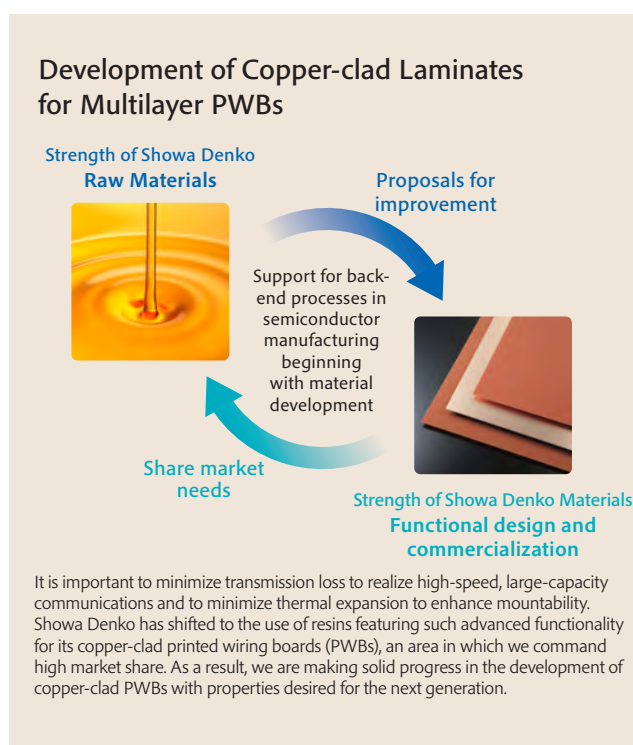 Development of Copper-clad Laminates
for Multilayer PWBs
Strength of Showa Denko
Raw Materials
Proposals for
improvement
Support for back-
end processes in
semiconductor
manufacturing
beginning
with material
development
Share market
needs
Strength of Showa Denko Materials
Functional design and
commercialization
It is important to minimize transmission loss to realize high-speed, large-capacity
communications and to minimize thermal expansion to enhance mountability.
Showa Denko has shifted to the use of resins featuring such advanced functionality
for its copper-clad printed wiring boards (PWBs), an area in which we command
high market share. As a result, we are making solid progress in the development of
copper-clad PWBs with properties desired for the next generation.